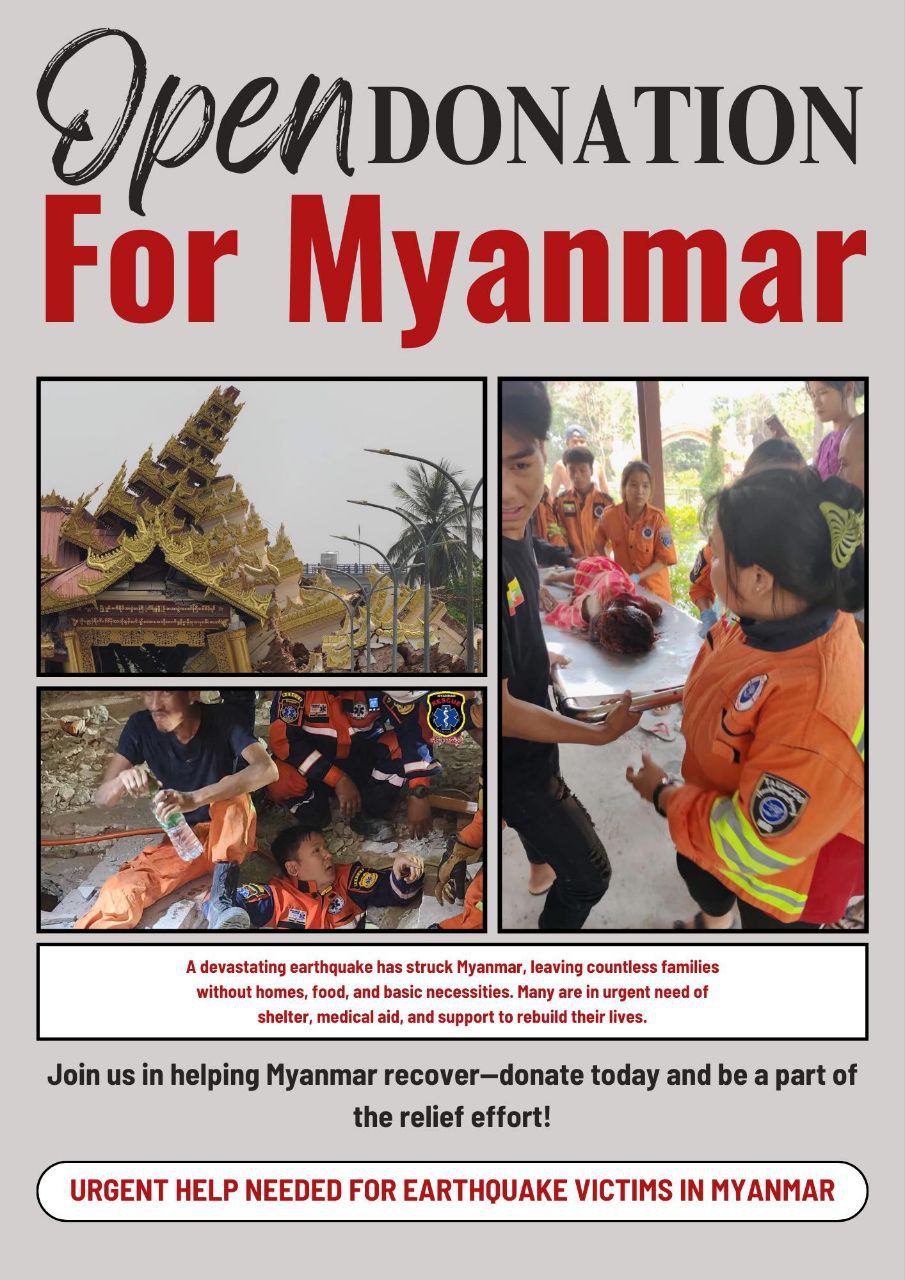 Open DONATION
For Myanmar
RESCUE
A devastating earthquake has struck Myanmar, leaving countless families
without homes, food, and basic necessities. Many are in urgent need of
shelter, medical aid, and support to rebuild their lives.
Join us in helping Myanmar recover—donate today and be a part of
the relief effort!
URGENT HELP NEEDED FOR EARTHQUAKE VICTIMS IN MYANMAR